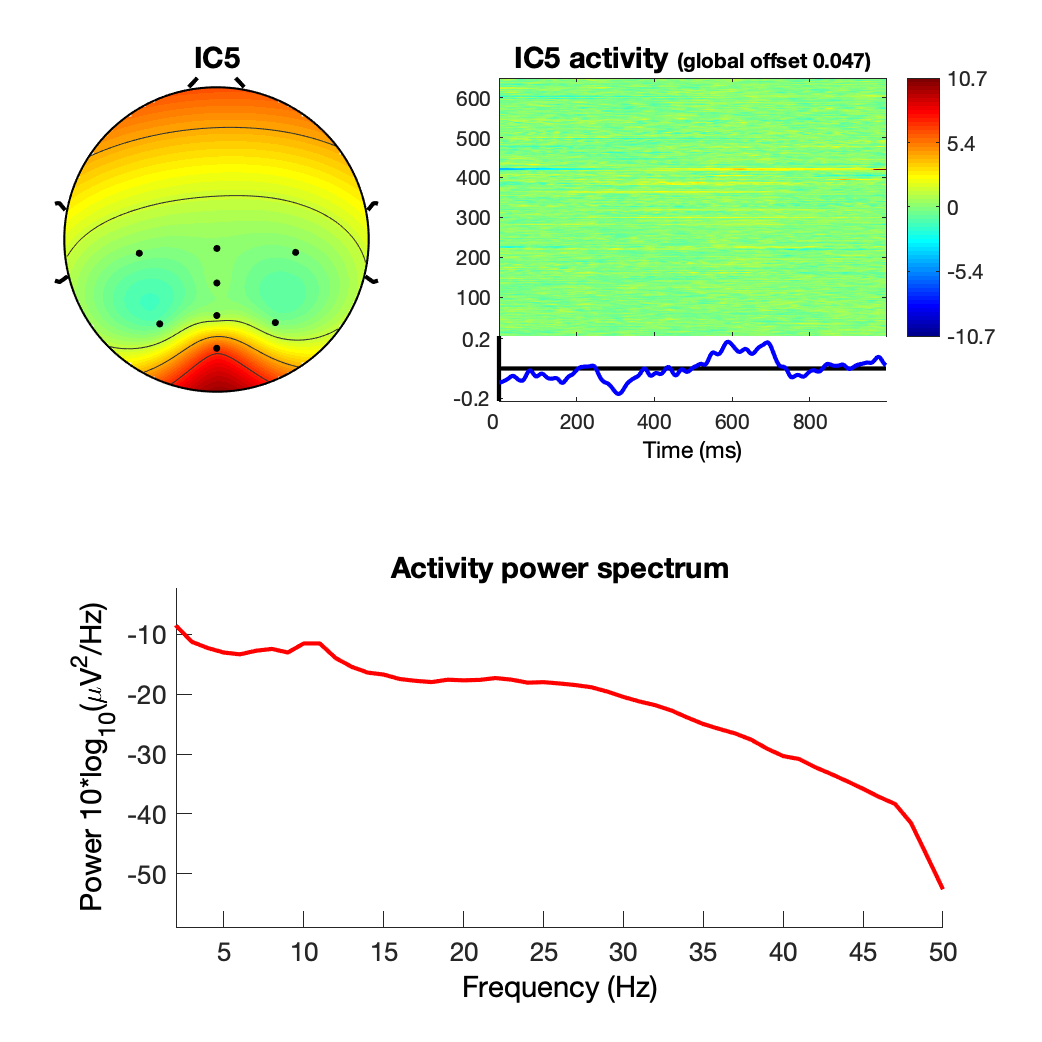 IC5
IC5 activity (global offset 0.047)
600
500
400
300
200
100
10.7
5.4
0
-5.4
-10.7
0.2
-0.2
0 200 400 600 800
Time (ms)
Activity power spectrum
Power 10*log10(μV2/Hz)
-10
-20
-30
-40
-50
5 10 15 20 25 30 35 40 45 50
Frequency (Hz)